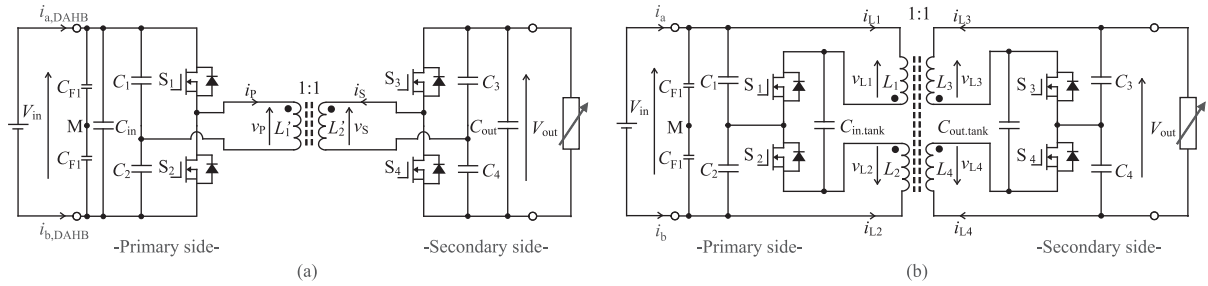 i_a,DAHB
i_P 1:1 i_S
S_1 C_1 C_F1 S_3 C_3
V_in M C_in v_P L_1' L_2' v_S C_out V_out
C_F1 C_2 S_2 S_4 C_4
i_b,DAHB
-Primary side- -Secondary side-
(a)
i_a i_L1 1:1 i_L3
C_F1 C_1 S_1 v_L1 L_1 L_3 v_L3 S_3 C_3
V_in M C_in.tank C_out.tank V_out
C_F1 C_2 S_2 v_L2 L_2 L_4 v_L4 S_4 C_4
i_b i_L2 i_L4
-Primary side- -Secondary side-
(b)